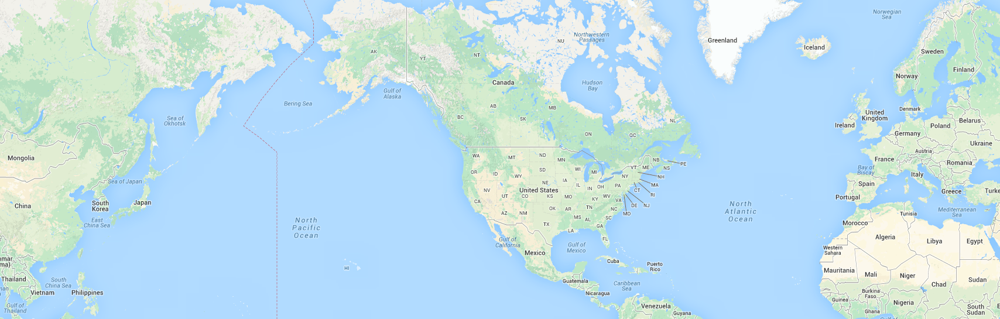 Norwegian
Sea
Greenland
Iceland
Sweden
Finland
Norway
Northwestern
Passages
NU
AK
YT
NT
Canada
Hudson
Bay
Gulf of
Alaska
Bering Sea
Sea of
Okhotsk
AB
MB
BC
SK
NL
ON
QC
Denmark
United
Kingdom
Ireland
Poland
Belarus
Germany
Ukraine
Austria
France
Romania
Bay of
Biscay
Italy
Spain
Greece
Portugal
Turke
Mediterranean
Sea
Tunisia
Mongolia
China
Sea of Japan
South
Korea
Japan
East
China Sea
WA
MT
ND
MN
OR
ID
WY
SD
WI
MI
NB
PE
VT
ME
NS
NY
NH
NE
IA
IL
IN
OH
PA
MA
CT
RI
NV
UT
United States
CO
KS
MO
KY
WV
VA
DE
NJ
MD
CA
AZ
NM
OK
AR
TN
NC
SC
MS
AL
GA
TX
LA
FL
North
Pacific
Ocean
North
Atlantic
Ocean
Gulf of
California
Gulf of
Mexico
Mexico
HI
Cuba
Puerto
Rico
Guatemala
Caribbean
Sea
Nicaragua
Venezuela
Guyana
Morocco
Algeria
Libya
Egypt
Western
Sahara
Mauritania
Mali
Niger
Chad
Sudan
Burkina
Faso
Guinea
Nigeria
Ghana
South
Sudan
Gulf of
E
nmar
ma)
Thailand
nan
Vietnam
South
China Sea
Philippines
Gulf of
Thailand